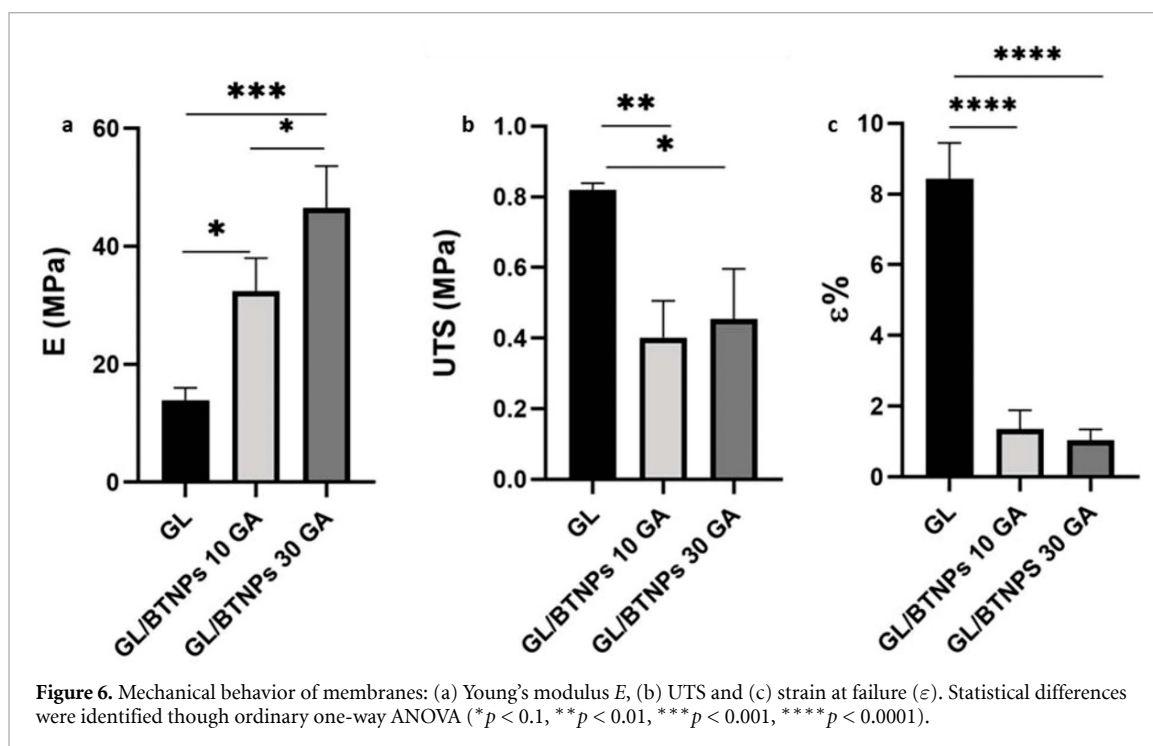 a
E (MPa)
60
40
20
0
***
*
*
GL
GL/BTNPs 10 GA
GL/BTNPs 30 GA
b
UTS (MPa)
1.0
0.8
0.6
0.4
0.2
0.0
**
*
GL
GL/BTNPs 10 GA
GL/BTNPs 30 GA
c
ε%
10
8
6
4
2
0
****
****
GL
GL/BTNPs 10 GA
GL/BTNPS 30 GA
Figure 6. Mechanical behavior of membranes: (a) Young's modulus E, (b) UTS and (c) strain at failure (ε). Statistical differences
were identified though ordinary one-way ANOVA (*p < 0.1, **p < 0.01, ***p < 0.001, ****p < 0.0001).